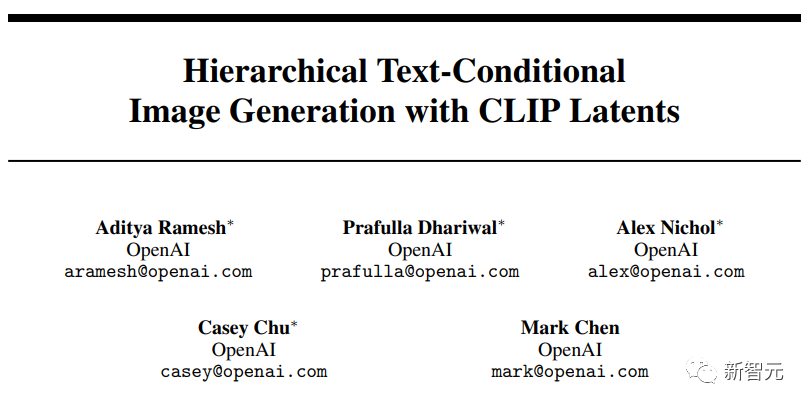 Hierarchical Text-Conditional
Image Generation with CLIP Latents
Aditya Ramesh*
OpenAI
aramesh@openai.com
Prafulla Dhariwal*
OpenAI
prafulla@openai.com
Alex Nichol*
OpenAI
alex@openai.com
Casey Chu*
OpenAI
casey@openai.com
Mark Chen
OpenAI
mark@openai.com
新智元